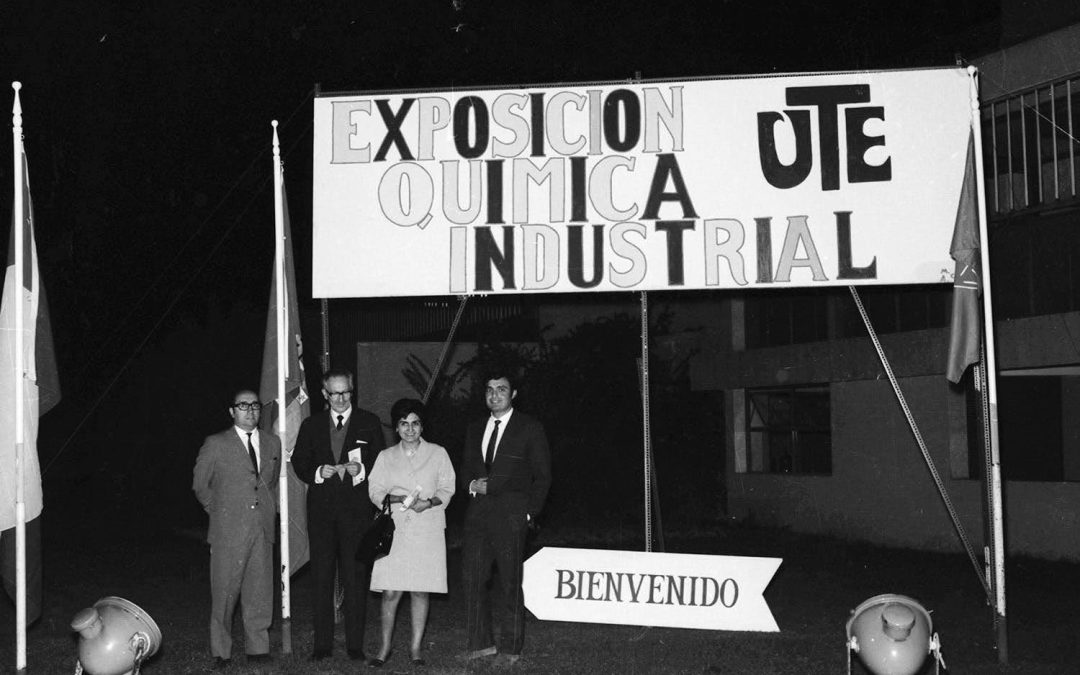 EXPOSICION
UTE
QUIMICA
INDUSTRIAL
BIENVENIDO